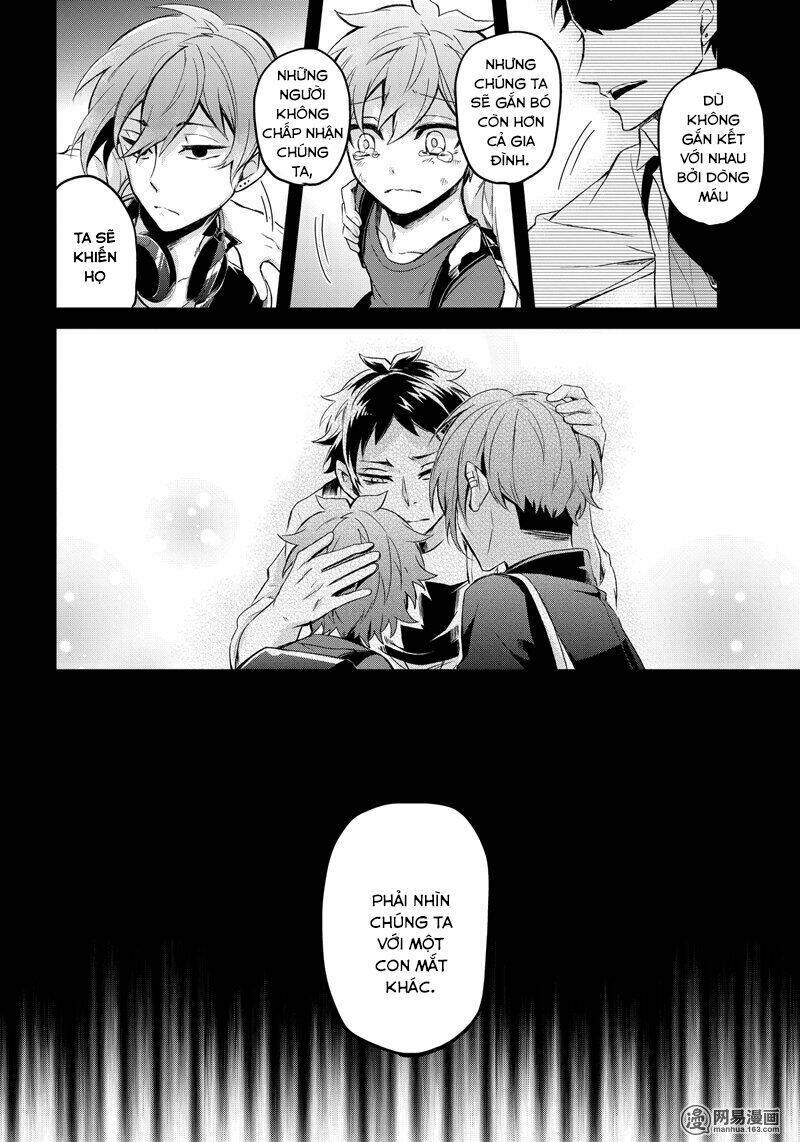 DÙ
KHÔNG
GẮN KẾT
VỚI NHAU
BỞI DÒNG
MÁU
NHƯNG
CHÚNG TA
SẼ GẮN BÓ
CÒN HƠN
CẢ GIA
ĐÌNH.
NHỮNG
NGƯỜI
KHÔNG
CHẤP NHẬN
CHÚNG
TA,
TA SẼ
KHIẾN
HỌ
PHẢI NHÌN
CHÚNG TA
VỚI MỘT
CON MẮT
KHÁC.
漫 网易漫画
manhua.163.com